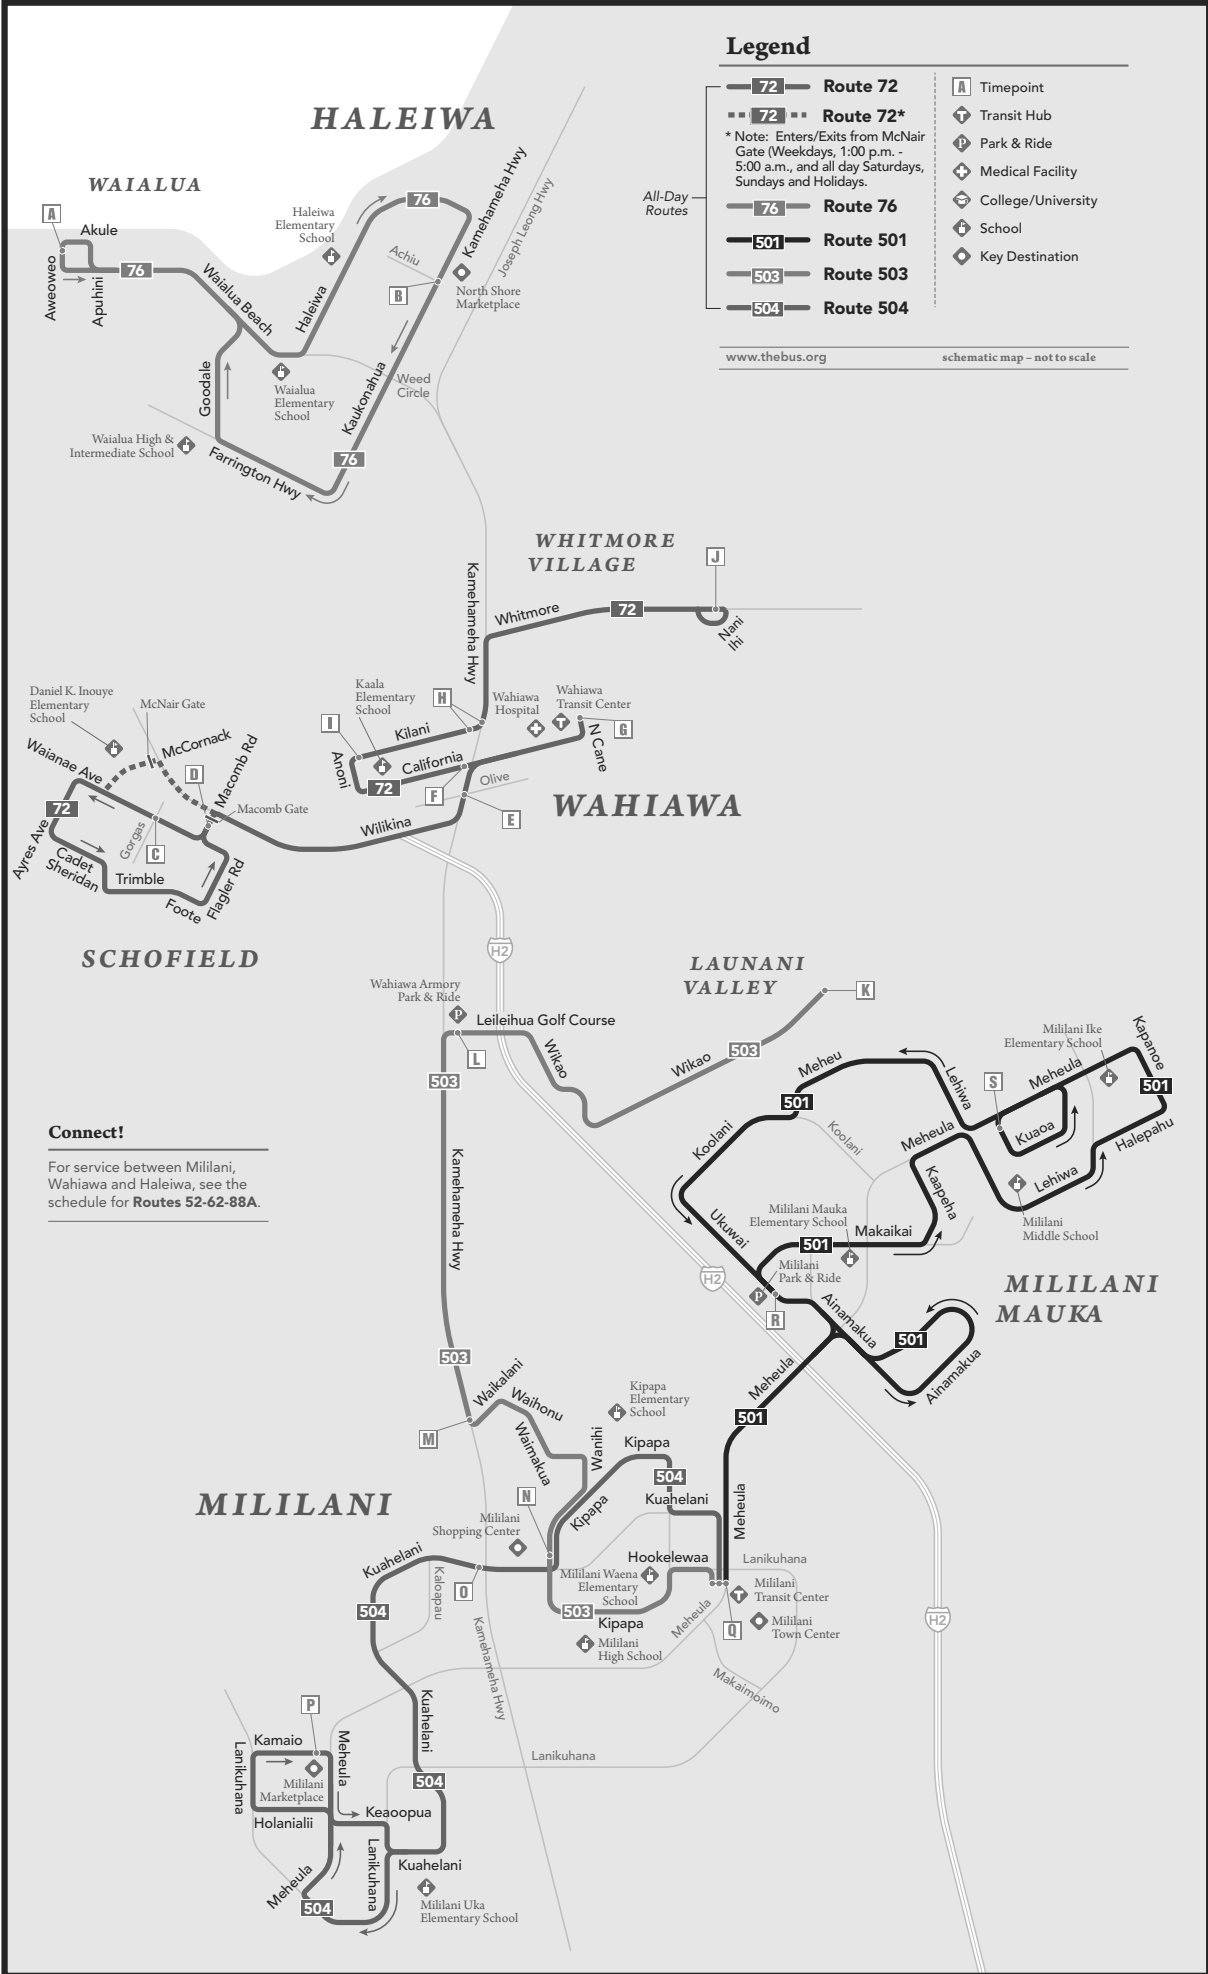 Legend
72 Route 72
72 Route 72*
* Note: Enters/Exits from McNair
Gate (Weekdays, 1:00 p.m. -
5:00 a.m., and all day Saturdays,
Sundays and Holidays.
All-Day
Routes
76 Route 76
501 Route 501
503 Route 503
504 Route 504
A Timepoint
T Transit Hub
P Park & Ride
Medical Facility
College/University
School
Key Destination
www.thebus.org
schematic map – not to scale
HALEIWA
WAIALUA
A
Akule
Aweoweo
Apuhini
76
Waialua Beach
Haleiwa
Elementary
School
Haleiwa
76
Achiu
B
Kamehameha Hwy
Joseph Leong Hwy
North Shore
Marketplace
Goodale
Waialua
Elementary
School
Weed
Circle
Kaukonahua
76
Waialua High &
Intermediate School
Farrington Hwy
WHITMORE
VILLAGE
J
Kamehameha Hwy
Whitmore
72
Nani
Ihi
Daniel K. Inouye
Elementary
School
McNair Gate
Kaala
Elementary
School
H
Wahiawa
Hospital
Wahiawa
Transit Center
T
G
I
Kilani
Anoni
California
72
N Cane
Olive
F
E
WAHIAWA
Waianae Ave
McCornack
Macomb Rd
D
Macomb Gate
72
Gorgas
C
Wilikina
Ayres Ave
Cadet
Sheridan
Trimble
Foote
Flagler Rd
SCHOFIELD
H2
LAUNANI
VALLEY
K
Wahiawa Armory
Park & Ride
P
Leileihua Golf Course
L
Wikao
Wikao
503
503
Connect!
For service between Mililani,
Wahiawa and Haleiwa, see the
schedule for Routes 52-62-88A.
Kamehameha Hwy
503
Meheu
501
Koolani
Koolani
Ukuwai
Lehiwa
S
Mililani Ike
Elementary School
Kapanoe
Meheula
501
Kuaoa
Halepahu
Meheula
Lehiwa
Kaapeha
Mililani
Middle School
Mililani Mauka
Elementary School
Makaikai
501
Mililani
Park & Ride
P
R
H2
MILILANI
MAUKA
Ainamakua
501
Ainamakua
Meheula
501
M
Waikalani
Waihonu
Waimakua
Wanihi
Kipapa
Elementary
School
Kipapa
504
Kuahelani
Meheula
MILILANI
N
Mililani
Shopping Center
Kipapa
Kuahelani
Kaloapau
O
504
Hookelewaa
Mililani Waena
Elementary
School
503
Kipapa
Mililani
High School
Lanikuhana
T
Mililani
Transit Center
Q
Mililani
Town Center
Meheula
Makaimoimo
H2
Kamehameha Hwy
Kuahelani
P
Kamaio
Lanikuhana
Mililani
Marketplace
Meheula
Lanikuhana
504
Holanialii
Keaoopua
Lanikuhana
Kuahelani
Meheula
504
Mililani Uka
Elementary School